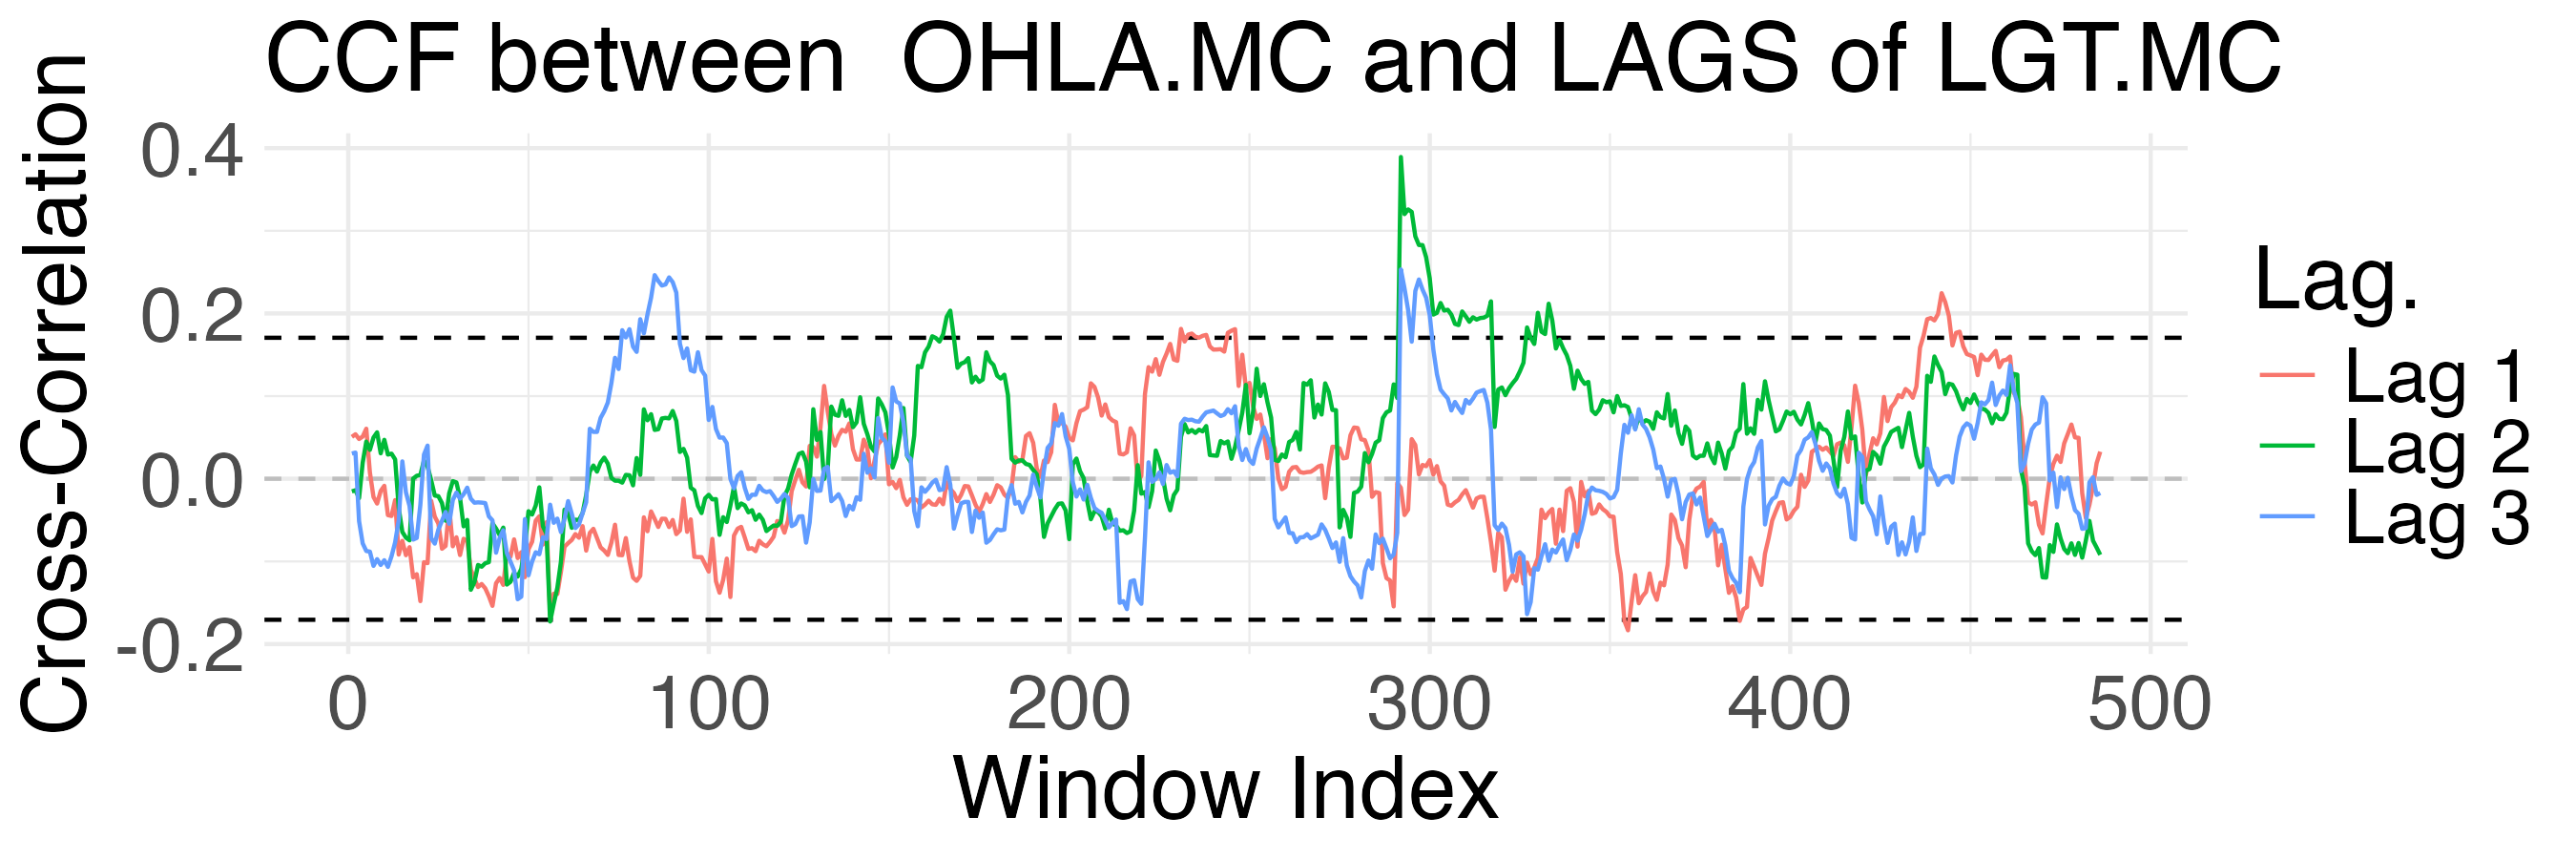 CCF between  OHLA.MC and LAGS of LGT.MC
Cross-Correlation
0.4
0.2
0.0
-0.2
0
100
200
300
400
500
Window Index
Lag.
Lag 1
Lag 2
Lag 3